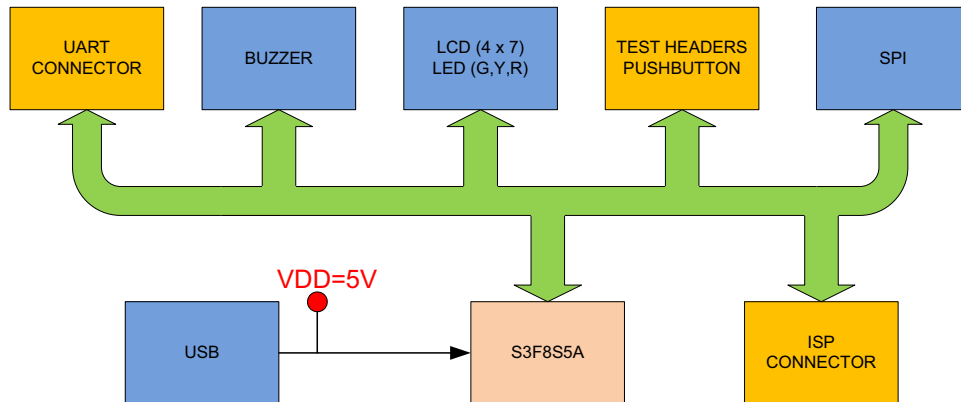 UART
CONNECTOR
BUZZER
LCD (4 x 7)
LED (G,Y,R)
TEST HEADERS
PUSHBUTTON
SPI
VDD=5V
USB
S3F8S5A
ISP
CONNECTOR